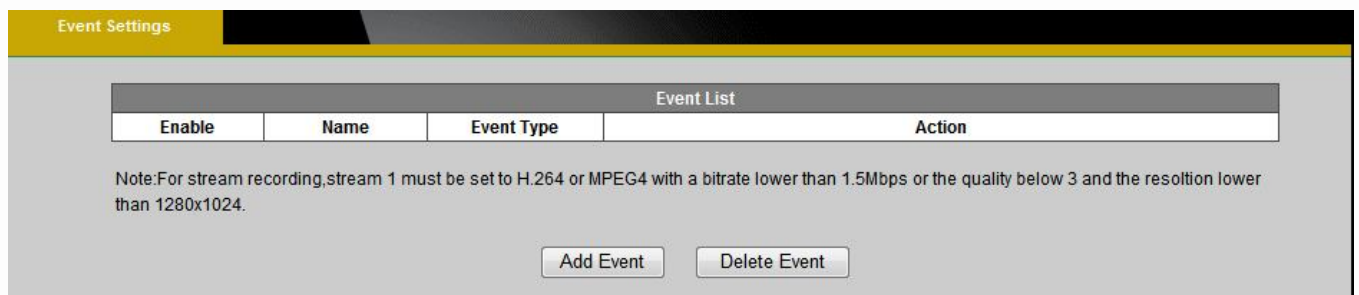 Event Settings
Event List
Enable Name Event Type Action
Note:For stream recording,stream 1 must be set to H.264 or MPEG4 with a bitrate lower than 1.5Mbps or the quality below 3 and the resoltion lower
than 1280x1024.
Add Event Delete Event